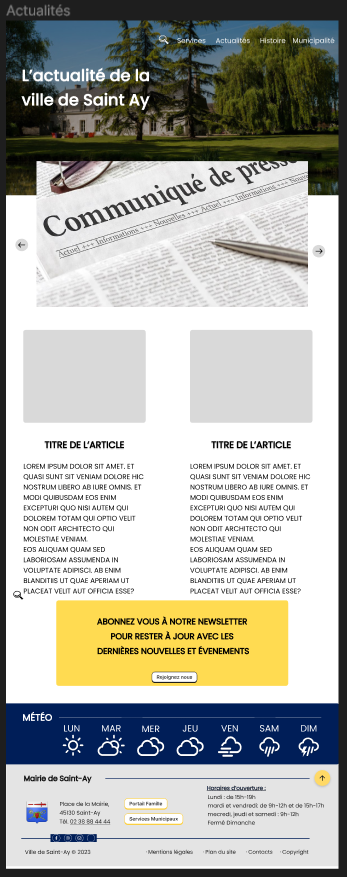 Actualités
Services Actualités Histoire Municipalité
L'actualité de la
ville de Saint Ay
Communiqué de presse
Actuel +++ Informations +++ Nouvelles +++ Actuel +++ Informations +++ Nouvelles
TITRE DE L'ARTICLE
LOREM IPSUM DOLOR SIT AMET. ET
QUASI SUNT SIT VENIAM DOLORE HIC
NOSTRUM LIBERO AB IURE OMNIS. ET
MODI QUIBUSDAM EOS ENIM
EXCEPTURI QUO NISI AUTEM QUI
DOLOREM TOTAM QUI OPTIO VELIT
NON ODIT ARCHITECTO QUI
MOLESTIAE VENIAM.
EOS ALIQUAM QUAM SED
LABORIOSAM ASSUMENDA IN
VOLUPTATE ADIPISCI. AB ENIM
BLANDITIIS UT QUAE APERIAM UT
PLACEAT VELIT AUT OFFICIA ESSE?
TITRE DE L'ARTICLE
LOREM IPSUM DOLOR SIT AMET. ET
QUASI SUNT SIT VENIAM DOLORE HIC
NOSTRUM LIBERO AB IURE OMNIS. ET
MODI QUIBUSDAM EOS ENIM
EXCEPTURI QUO NISI AUTEM QUI
DOLOREM TOTAM QUI OPTIO VELIT
NON ODIT ARCHITECTO QUI
MOLESTIAE VENIAM.
EOS ALIQUAM QUAM SED
LABORIOSAM ASSUMENDA IN
VOLUPTATE ADIPISCI. AB ENIM
BLANDITIIS UT QUAE APERIAM UT
PLACEAT VELIT AUT OFFICIA ESSE?
ABONNEZ VOUS À NOTRE NEWSLETTER
POUR RESTER À JOUR AVEC LES
DERNIÈRES NOUVELLES ET ÉVENEMENTS
Rejoignez nous
MÉTÉO
LUN MAR MER JEU VEN SAM DIM
Mairie de Saint-Ay
Place de la Mairie,
45130 Saint-Ay
Tél. 02 38 88 44 44
Portail Famille
Services Municipaux
Horaires d'ouverture :
Lundi : de 15h-19h
mardi et vendredi: de 9h-12h et de 15h-17h
mecredi, jeudi et samedi : 9h-12h
Fermé Dimanche
Ville de Saint-Ay © 2023
· Mentions légales · Plan du site · Contacts · Copyright